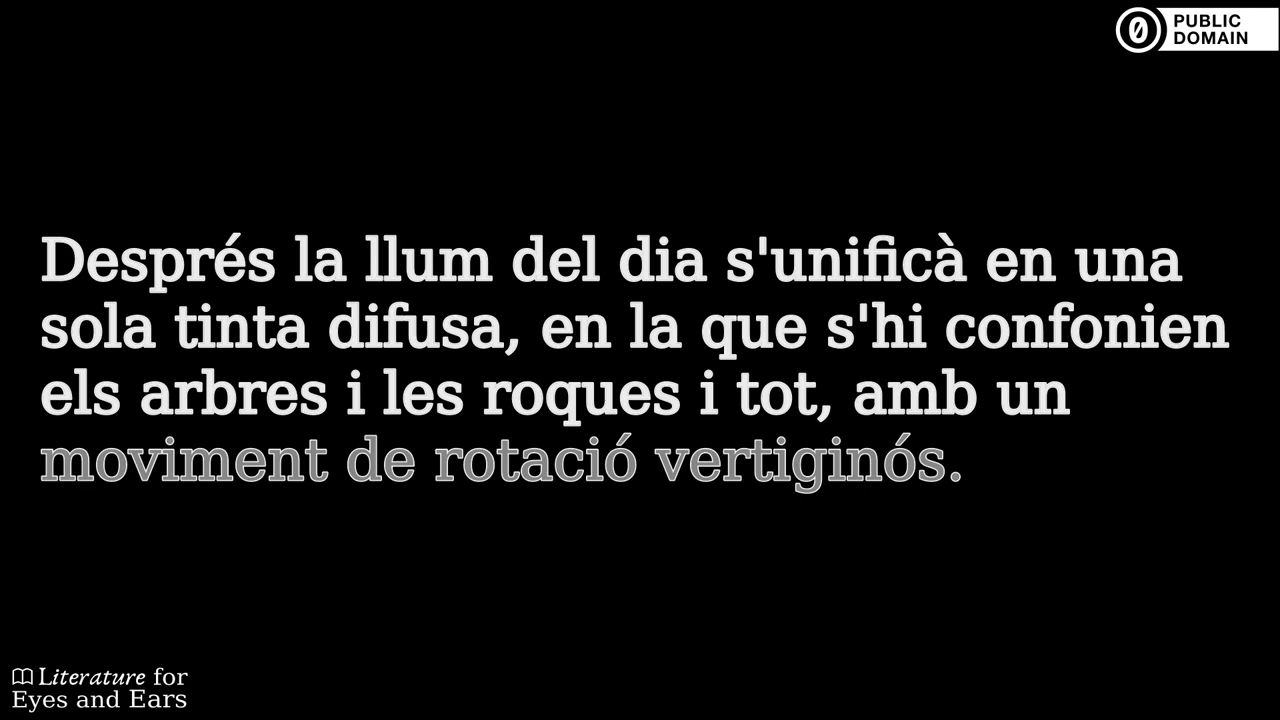 PUBLIC
DOMAIN
Després la llum del dia s'unificà en una
sola tinta difusa, en la que s'hi confonien
els arbres i les roques i tot, amb un
moviment de rotació vertiginós.
Literature for
Eyes and Ears